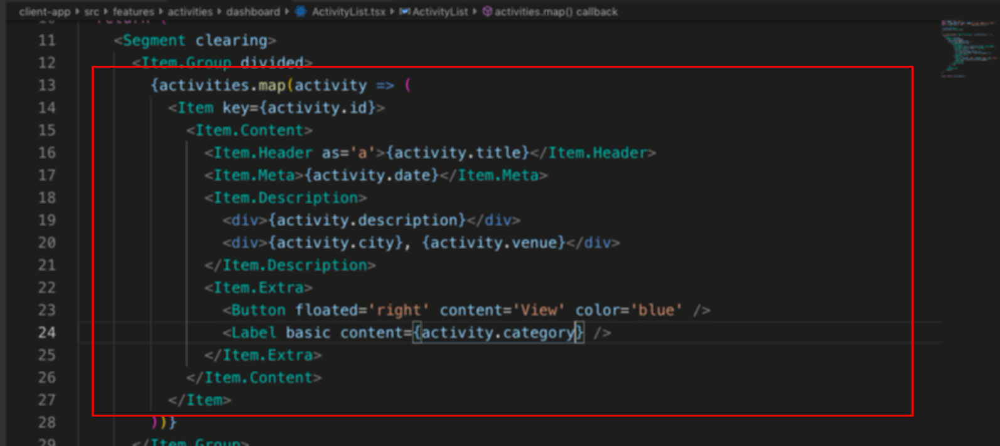 client-app › src › features › activities › dashboard › ActivityList.tsx › ActivityList › activities.map() callback
10 return (
11 <Segment clearing>
12 <Item.Group divided>
13 {activities.map(activity => (
14 <Item key={activity.id}>
15 <Item.Content>
16 <Item.Header as='a'>{activity.title}</Item.Header>
17 <Item.Meta>{activity.date}</Item.Meta>
18 <Item.Description>
19 <div>{activity.description}</div>
20 <div>{activity.city}, {activity.venue}</div>
21 </Item.Description>
22 <Item.Extra>
23 <Button floated='right' content='View' color='blue' />
24 <Label basic content={activity.category} />
25 </Item.Extra>
26 </Item.Content>
27 </Item>
28 ))}
29 </Item.Group>